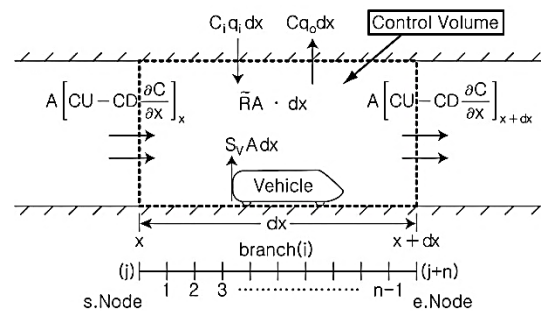 C_i q_i dx
Cq_o dx
Control Volume
A[CU−CD ∂C/∂x]_x
R̃A · dx
A[CU−CD ∂C/∂x]_{x+dx}
S_V A dx
Vehicle
dx
x
x+dx
branch(i)
(j)
(j+n)
1 2 3 ........................ n-1
s.Node
e.Node